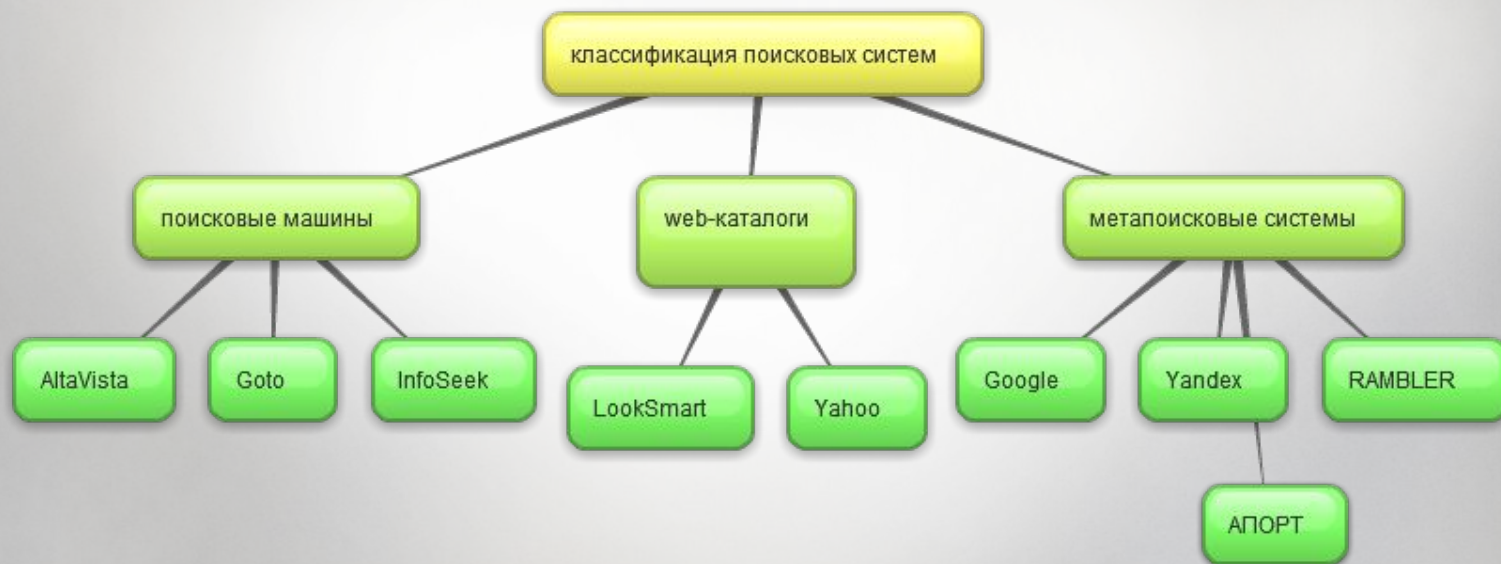 классификация поисковых систем
поисковые машины
web-каталоги
метапоисковые системы
AltaVista
Goto
InfoSeek
LookSmart
Yahoo
Google
Yandex
RAMBLER
АПОРТ